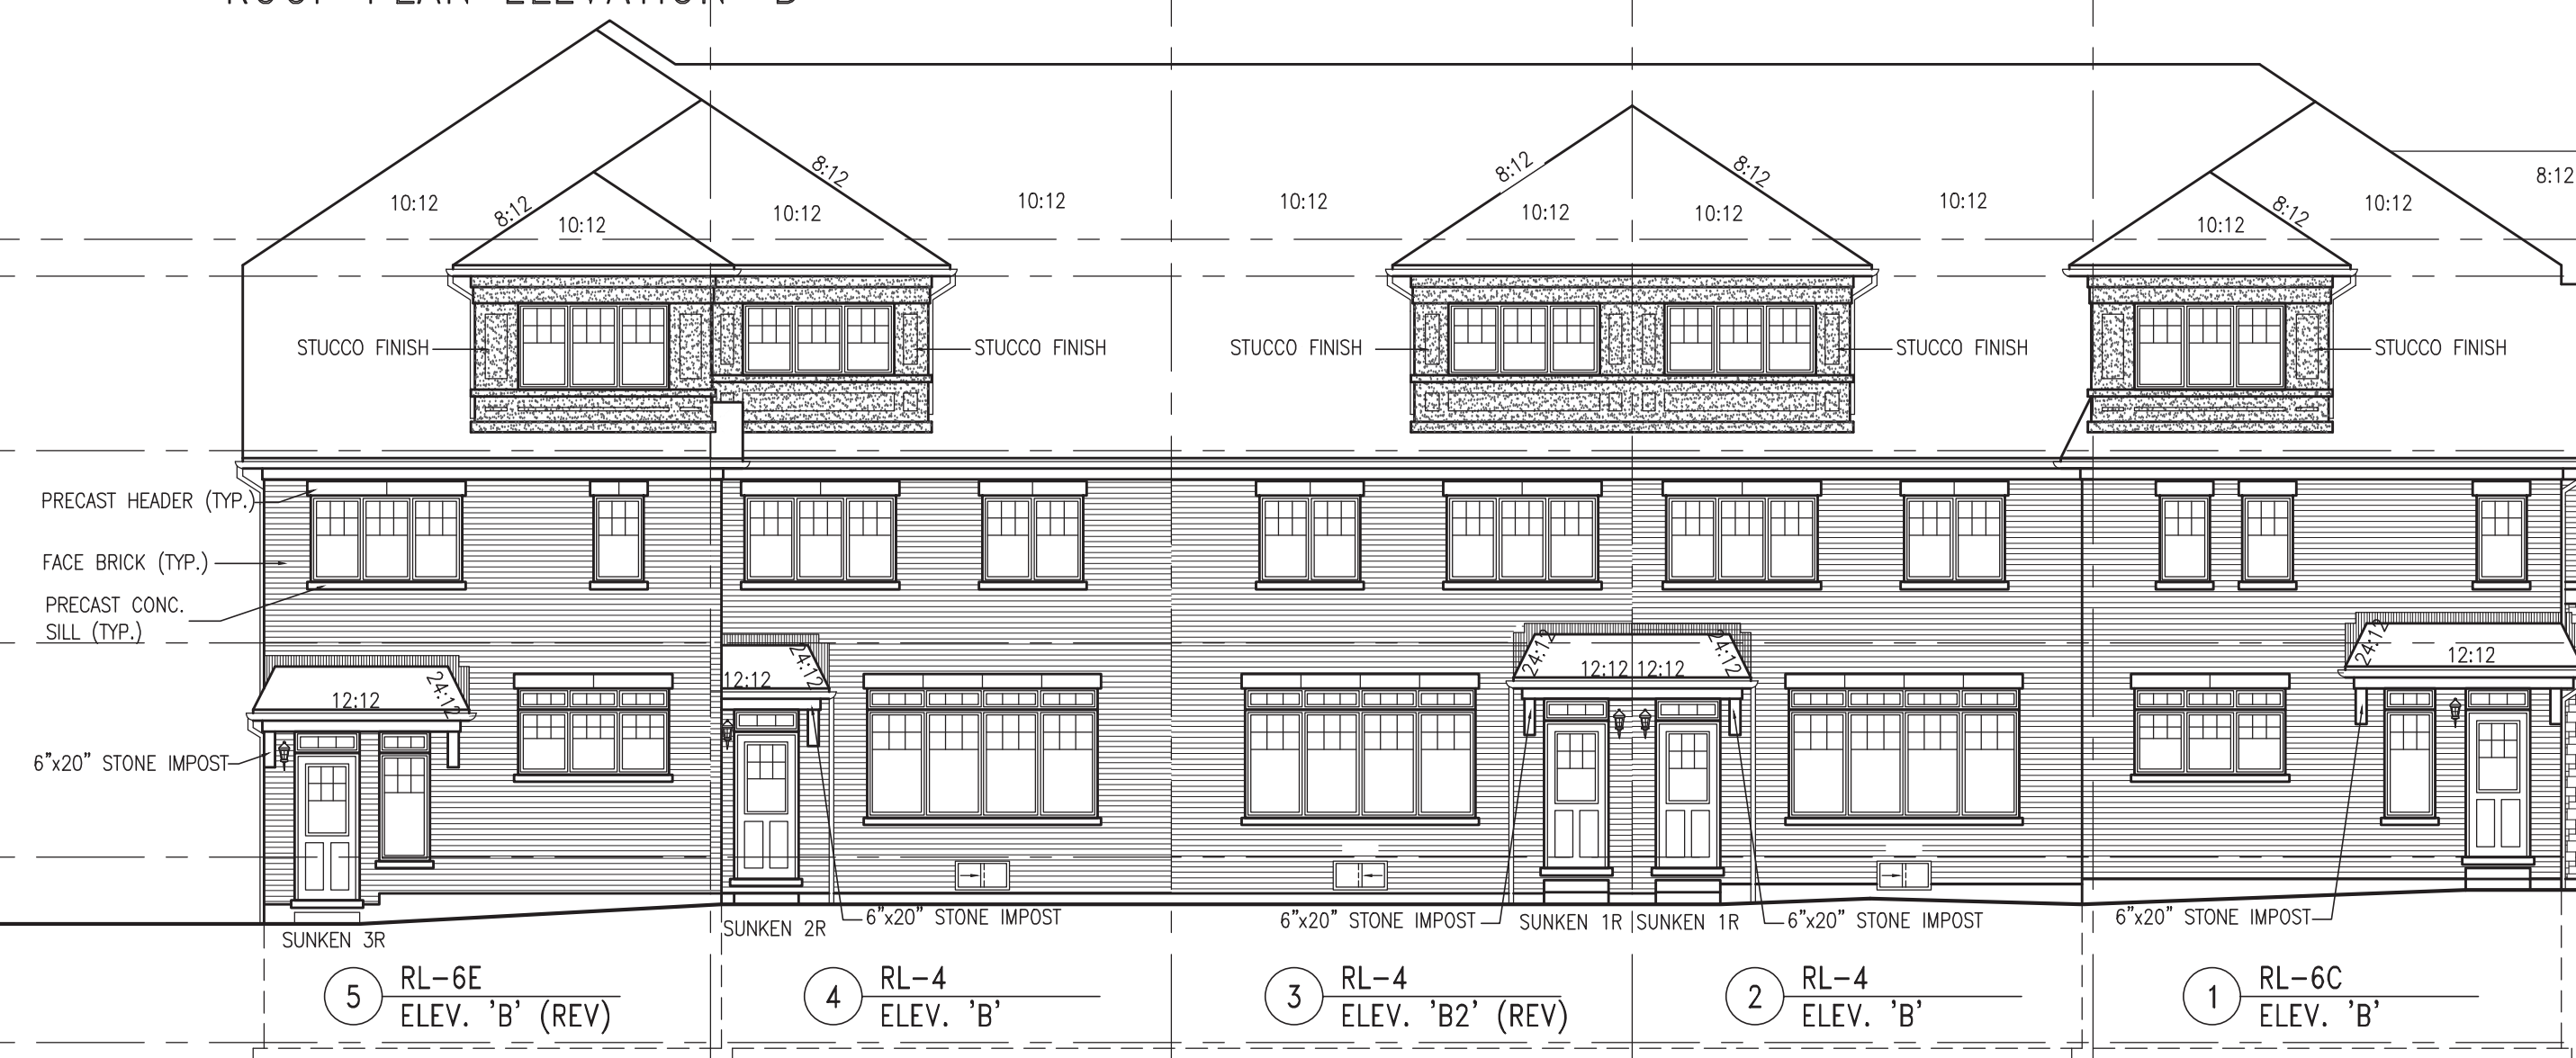 ROOF PLAN ELEVATION 'B'
8:12
8:12
8:12
8:12
10:12
8:12
10:12
10:12
10:12
10:12
10:12
10:12
10:12
10:12
8:12
10:12
STUCCO FINISH
STUCCO FINISH
STUCCO FINISH
STUCCO FINISH
STUCCO FINISH
PRECAST HEADER (TYP.)
FACE BRICK (TYP.)
PRECAST CONC.
SILL (TYP.)
24:12
12:12
24:12
12:12
24:12
12:12
12:12
24:12
24:12
12:12
6"x20" STONE IMPOST
SUNKEN 3R
SUNKEN 2R
6"x20" STONE IMPOST
6"x20" STONE IMPOST
SUNKEN 1R
SUNKEN 1R
6"x20" STONE IMPOST
6"x20" STONE IMPOST
5
RL-6E
ELEV. 'B' (REV)
4
RL-4
ELEV. 'B'
3
RL-4
ELEV. 'B2' (REV)
2
RL-4
ELEV. 'B'
1
RL-6C
ELEV. 'B'